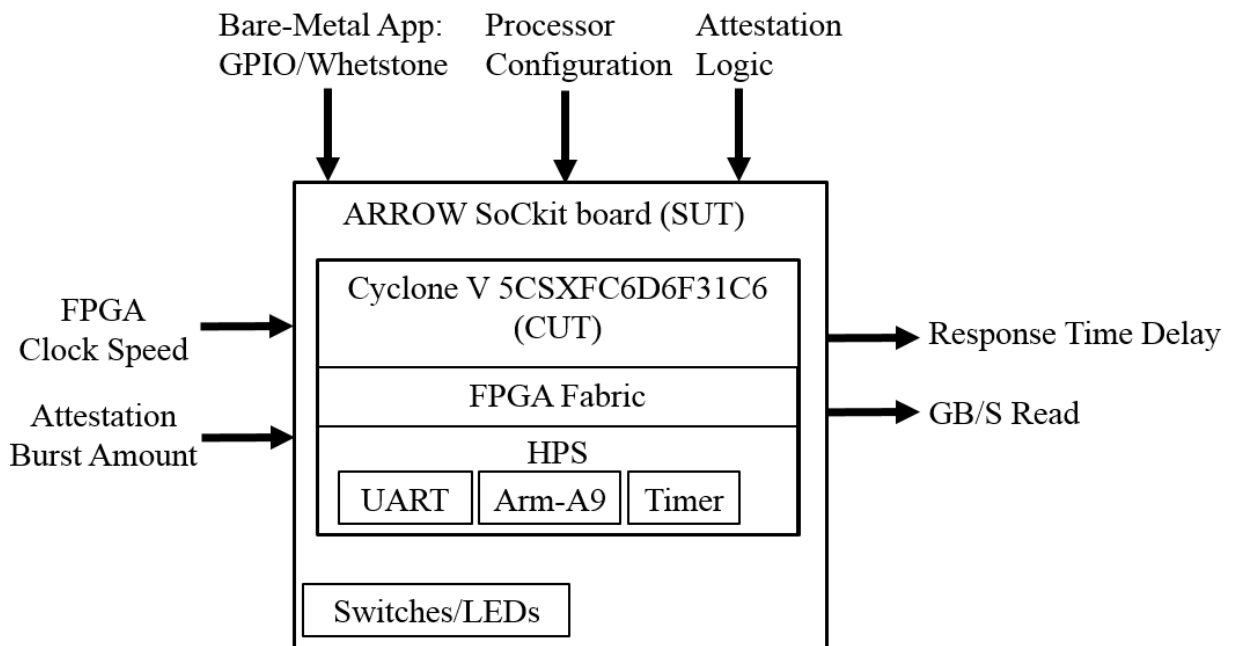 Bare-Metal App:
GPIO/Whetstone
Processor
Configuration
Attestation
Logic
ARROW SoCkit board (SUT)
Cyclone V 5CSXFC6D6F31C6
(CUT)
FPGA
Clock Speed
Response Time Delay
FPGA Fabric
Attestation
Burst Amount
GB/S Read
HPS
UART
Arm-A9
Timer
Switches/LEDs